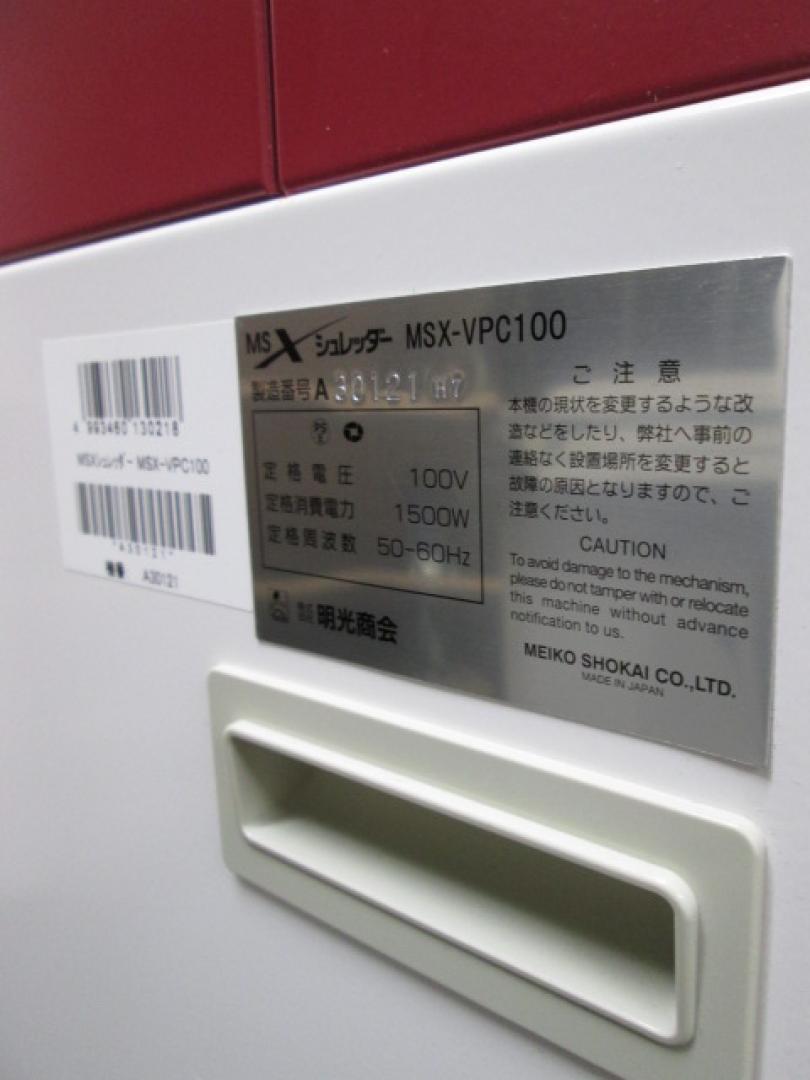 MSX シュレッダー MSX-VPC100
製造番号 A 30121 H7
定格電圧 100V
定格消費電力 1500W
定格周波数 50-60Hz
明光商会
ご注意
本機の現状を変更するような改
造などをしたり、弊社へ事前の
連絡なく設置場所を変更すると
故障の原因となりますので、ご
注意ください。
CAUTION
To avoid damage to the mechanism,
please do not tamper with or relocate
this machine without advance
notification to us.
MEIKO SHOKAI CO.,LTD.
MADE IN JAPAN
4 993460 130218
MSXシュレッダー MSX-VPC100
*A30121*
A30121